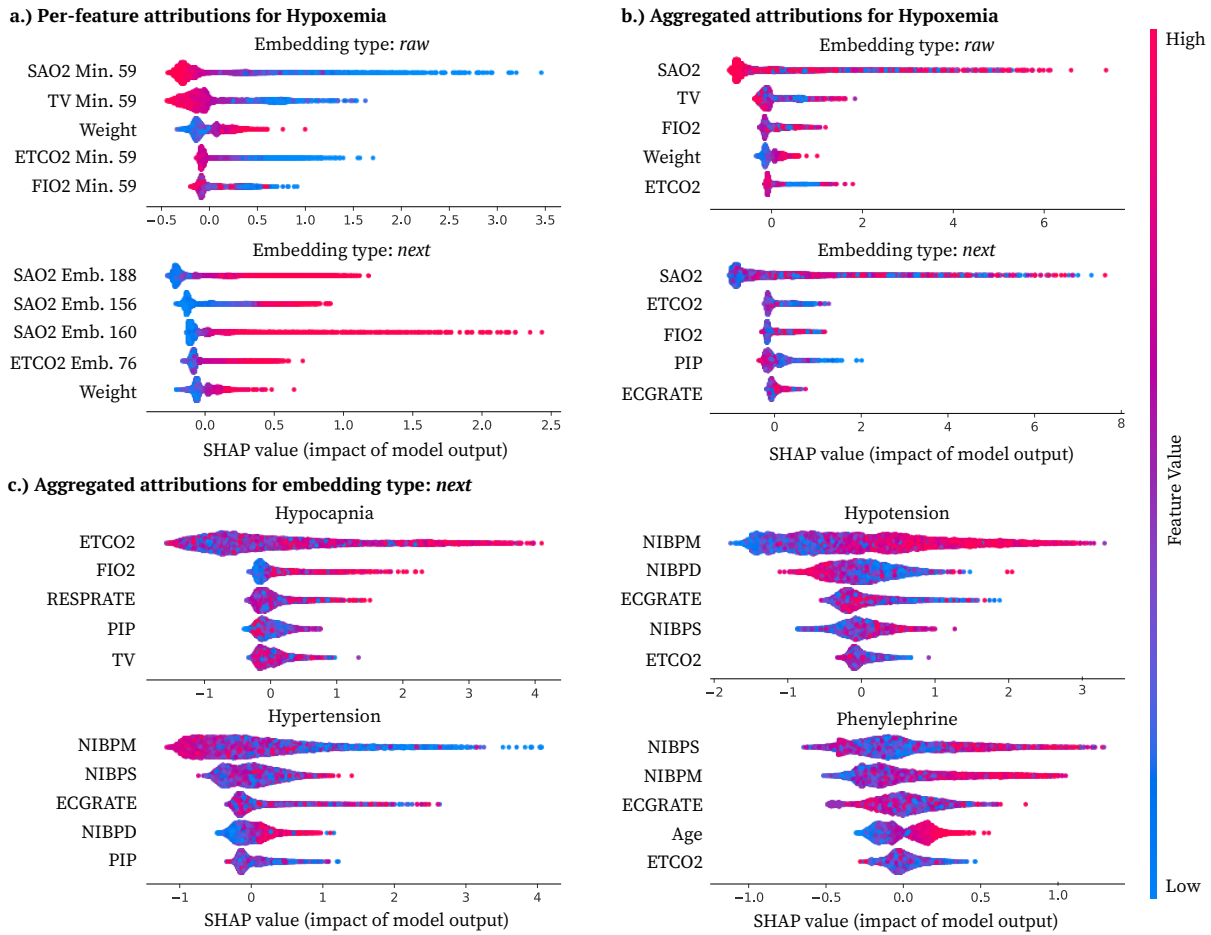 a.) Per-feature attributions for Hypoxemia
Embedding type: raw
SAO2 Min. 59
TV Min. 59
Weight
ETCO2 Min. 59
FIO2 Min. 59
−0.5 0.0 0.5 1.0 1.5 2.0 2.5 3.0 3.5
Embedding type: next
SAO2 Emb. 188
SAO2 Emb. 156
SAO2 Emb. 160
ETCO2 Emb. 76
Weight
0.0 0.5 1.0 1.5 2.0 2.5
SHAP value (impact of model output)
b.) Aggregated attributions for Hypoxemia
Embedding type: raw
SAO2
TV
FIO2
Weight
ETCO2
0 2 4 6
Embedding type: next
SAO2
ETCO2
FIO2
PIP
ECGRATE
0 2 4 6 8
SHAP value (impact of model output)
c.) Aggregated attributions for embedding type: next
Hypocapnia
ETCO2
FIO2
RESPRATE
PIP
TV
−1 0 1 2 3 4
Hypotension
NIBPM
NIBPD
ECGRATE
NIBPS
ETCO2
−2 −1 0 1 2 3
Hypertension
NIBPM
NIBPS
ECGRATE
NIBPD
PIP
−1 0 1 2 3 4
SHAP value (impact of model output)
Phenylephrine
NIBPS
NIBPM
ECGRATE
Age
ETCO2
−1.0 −0.5 0.0 0.5 1.0
SHAP value (impact of model output)
High
Feature Value
Low